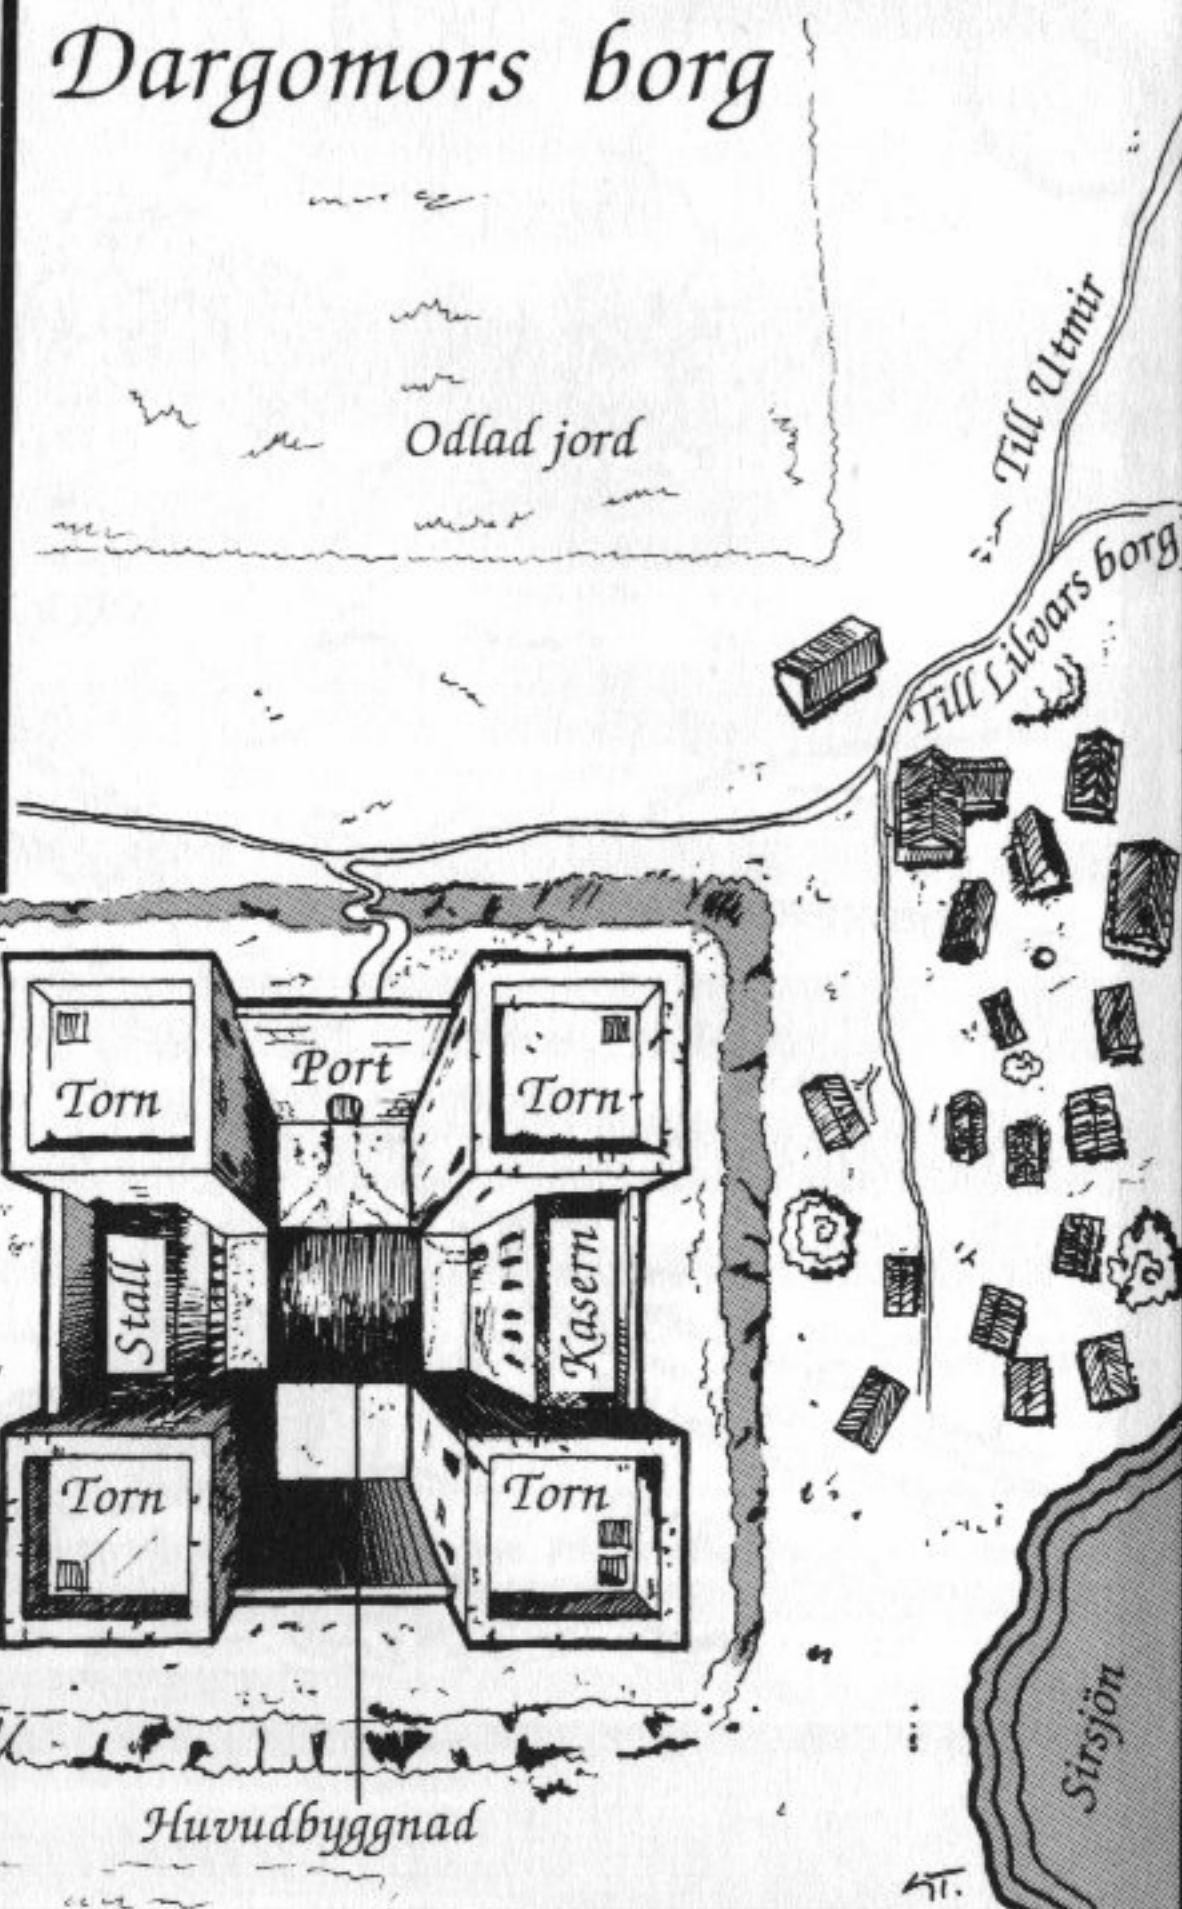 Dargomors borg
Till Utmir
Odlad jord
Till Lilvars borg
Port
Torn
Torn
Stall
Kasern
Torn
Torn
Sirsjön
Huvudbyggnad